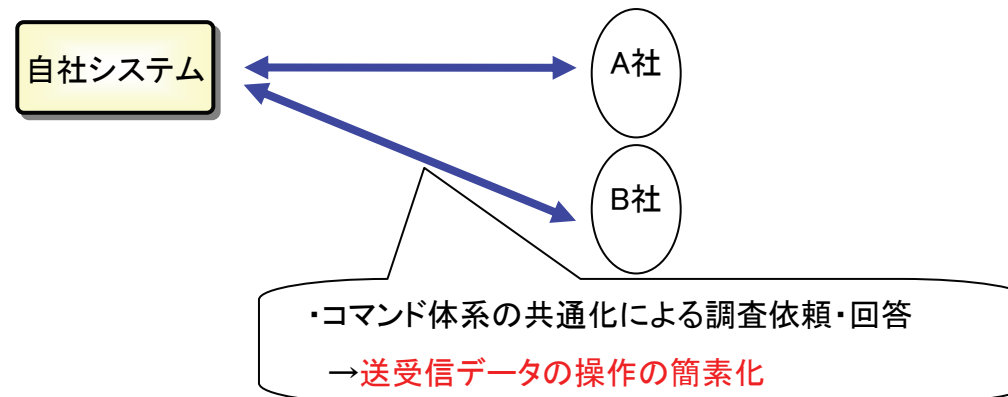 自社システム
A社
B社
・コマンド体系の共通化による調査依頼・回答
→送受信データの操作の簡素化